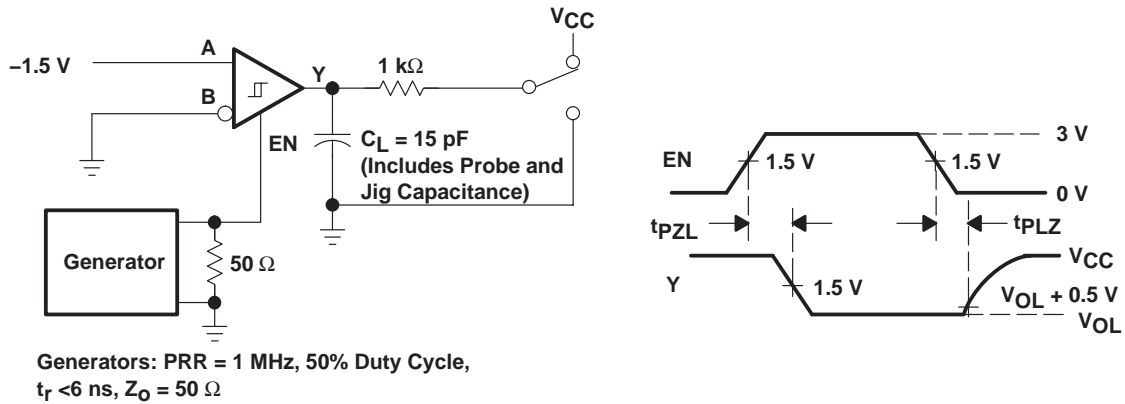 VCC
A
–1.5 V
1 kΩ
Y
B
EN
CL = 15 pF
(Includes Probe and
Jig Capacitance)
Generator
50 Ω
Generators: PRR = 1 MHz, 50% Duty Cycle,
tr <6 ns, Zo = 50 Ω
3 V
EN
1.5 V
1.5 V
0 V
tPZL
tPLZ
VCC
Y
1.5 V
VOL + 0.5 V
VOL